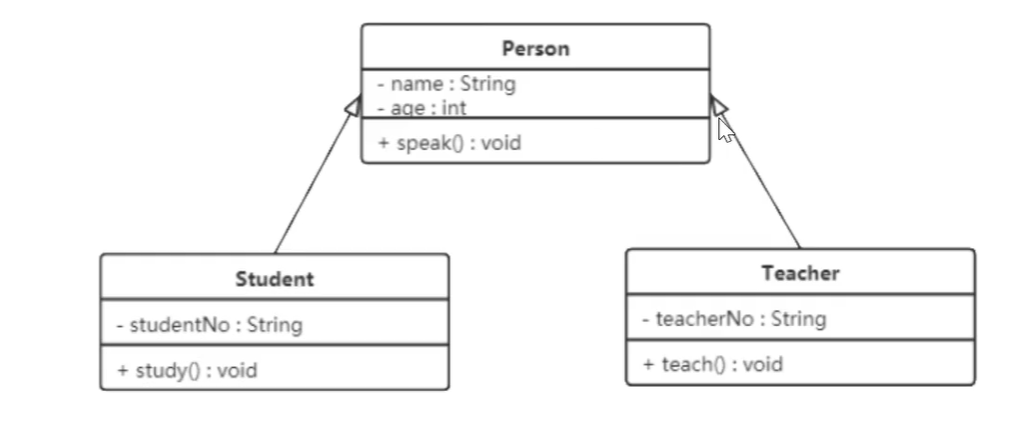 Person
- name : String
- age : int
+ speak() : void
Student
- studentNo : String
+ study() : void
Teacher
- teacherNo : String
+ teach() : void